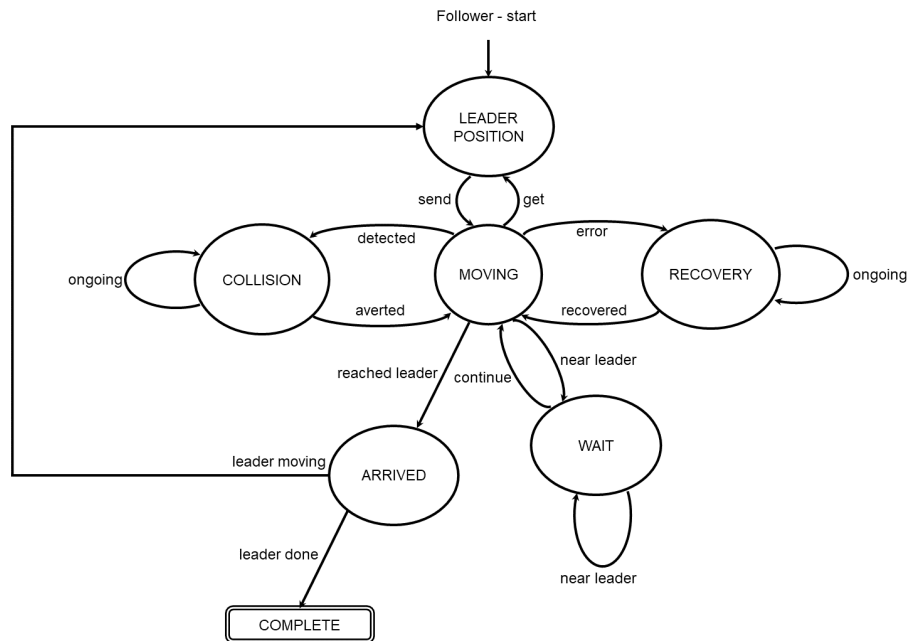 Follower - start
LEADER
POSITION
send
get
detected
error
ongoing
COLLISION
MOVING
RECOVERY
ongoing
averted
recovered
reached leader
continue
near leader
WAIT
leader moving
ARRIVED
leader done
near leader
COMPLETE